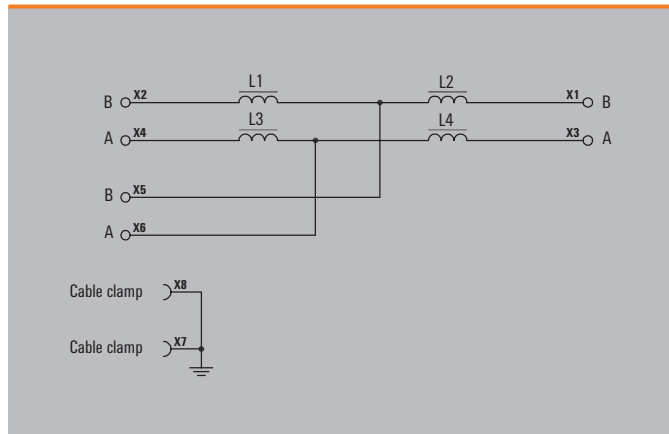 L1 L2
B X2 X1 B
L3 L4
A X4 X3 A
B X5
A X6
Cable clamp X8
Cable clamp X7